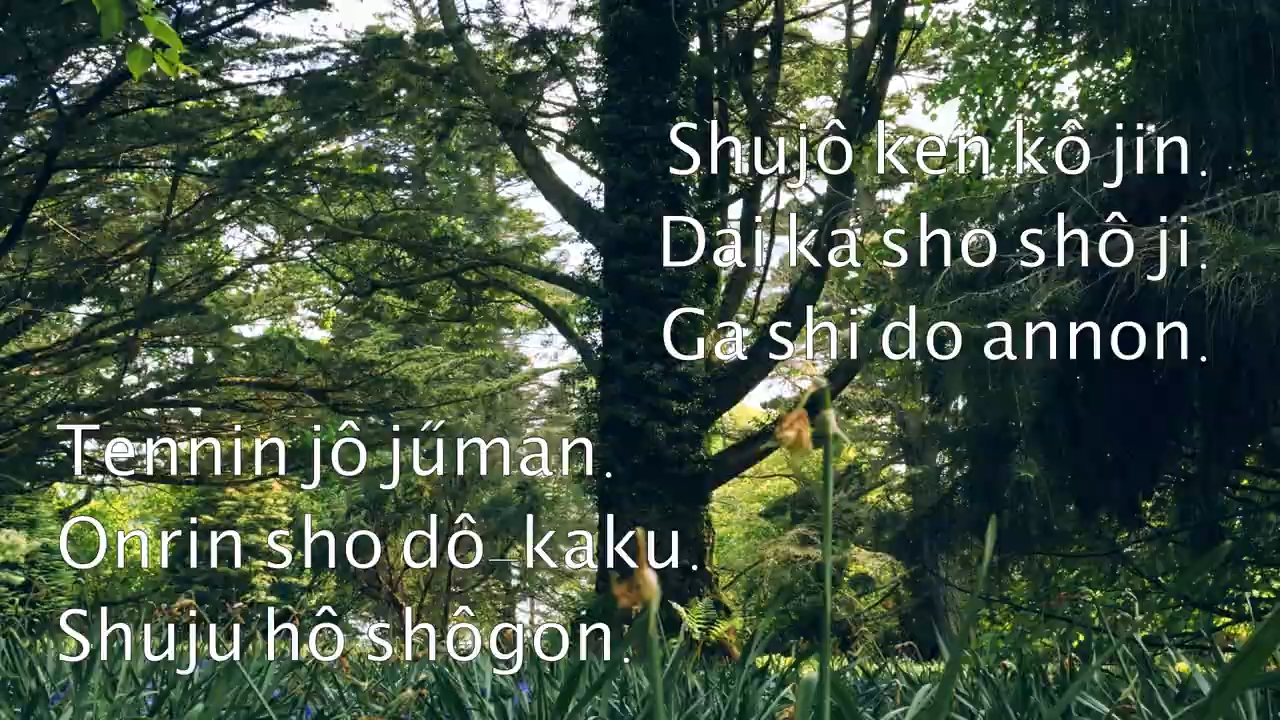 Shujô ken kô jin.
Dai ka sho shô ji.
Ga shi do annon.
Tennin jô jűman.
Onrin sho dô-kaku.
Shuju hô shôgon.